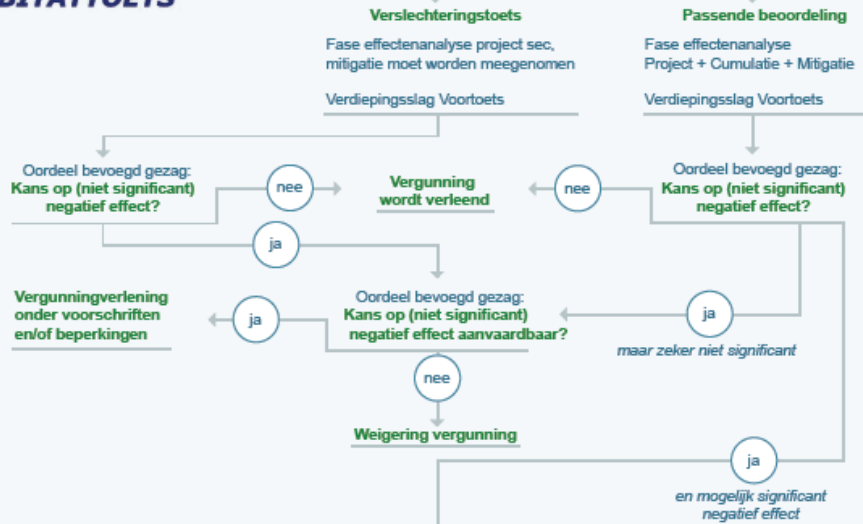 Verslechteringstoets
Fase effectenanalyse project sec,
mitigatie moet worden meegenomen
Verdiepingsslag Voortoets
Passende beoordeling
Fase effectenanalyse
Project + Cumulatie + Mitigatie
Verdiepingsslag Voortoets
Oordeel bevoegd gezag:
Kans op (niet significant)
negatief effect?
nee
Vergunning
wordt verleend
nee
Oordeel bevoegd gezag:
Kans op (niet significant)
negatief effect?
ja
Vergunningverlening
onder voorschriften
en/of beperkingen
ja
Oordeel bevoegd gezag:
Kans op (niet significant)
negatief effect aanvaardbaar?
ja
maar zeker niet significant
nee
Weigering vergunning
ja
en mogelijk significant
negatief effect